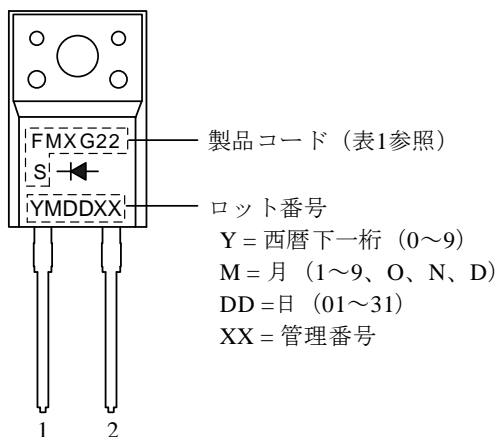 FMXG22
S
YMDDXX
製品コード（表1参照）
ロット番号
Y = 西暦下一桁（0～9）
M = 月（1～9、O、N、D）
DD =日（01～31）
XX = 管理番号
1 2